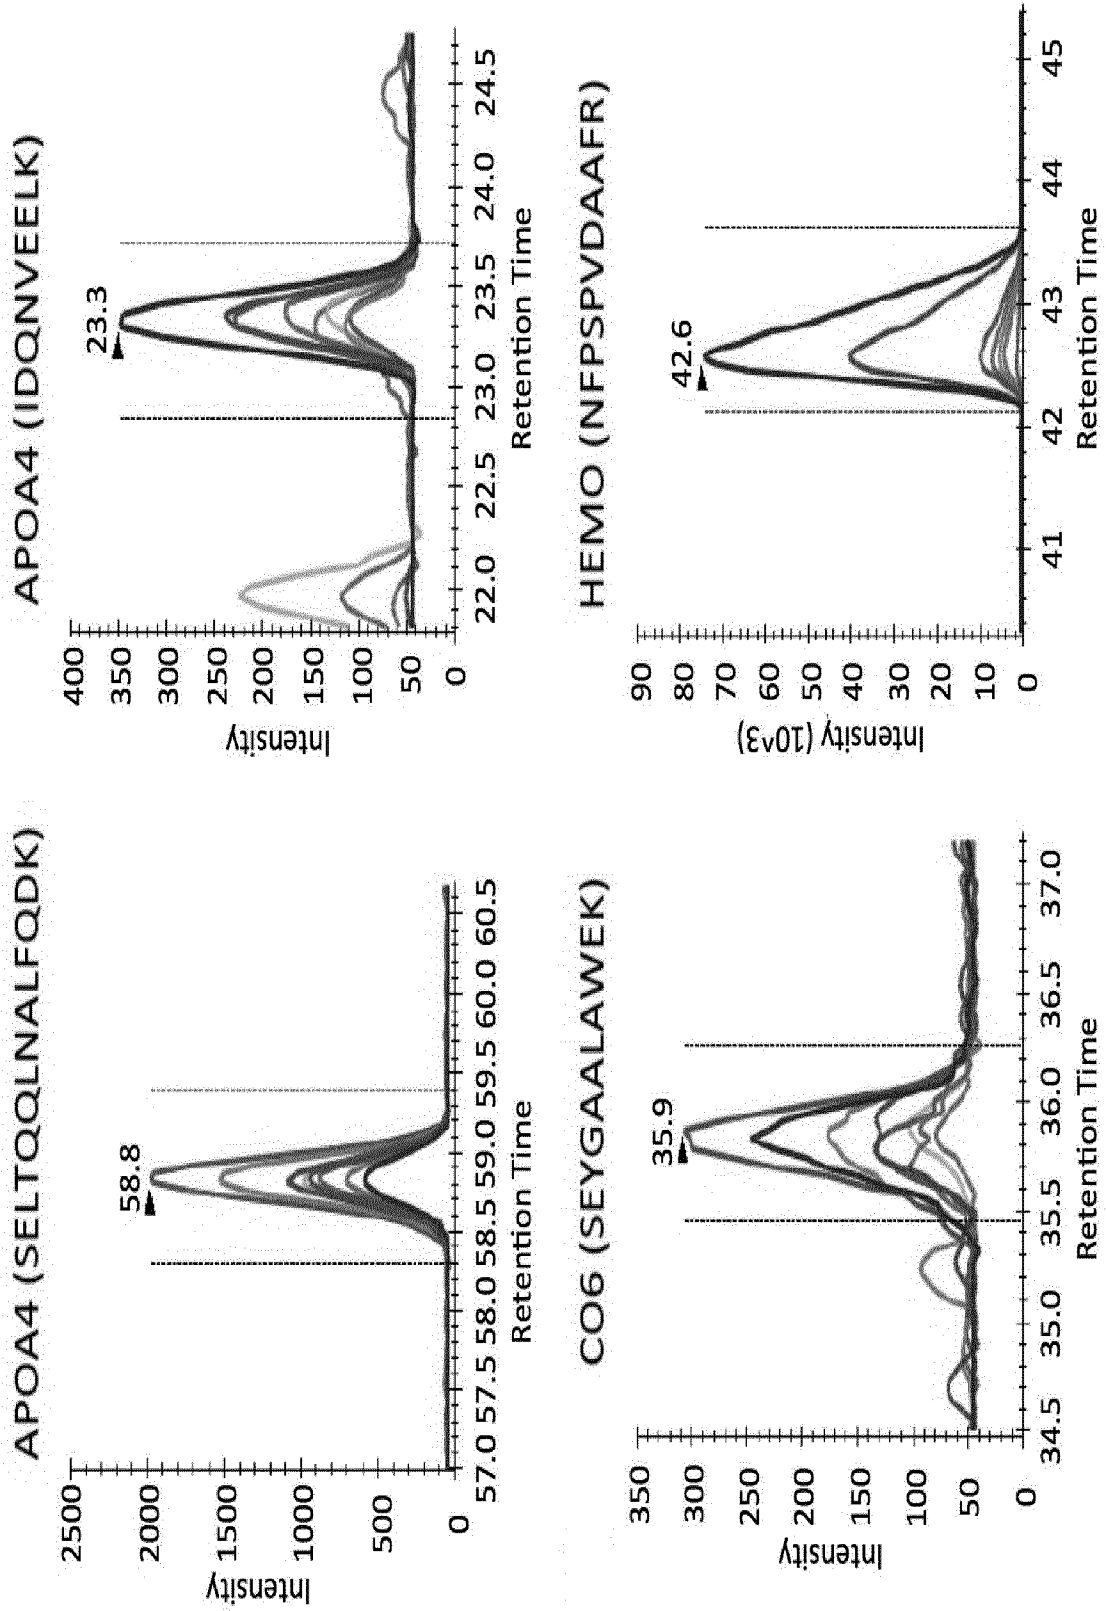 APOA4 (SELTQQLNALFQDK)
2500
2000
1500
1000
500
0
Intensity
58.8
57.0 57.5 58.0 58.5 59.0 59.5 60.0 60.5
Retention Time
APOA4 (IDQNVEELK)
400
350
300
250
200
150
100
50
0
Intensity
23.3
22.0 22.5 23.0 23.5 24.0 24.5
Retention Time
CO6 (SEYGAALAWEK)
350
300
250
200
150
100
50
0
Intensity
35.9
34.5 35.0 35.5 36.0 36.5 37.0
Retention Time
HEMO (NFPSPVDAAFR)
90
80
70
60
50
40
30
20
10
0
Intensity (10^3)
42.6
41 42 43 44 45
Retention Time